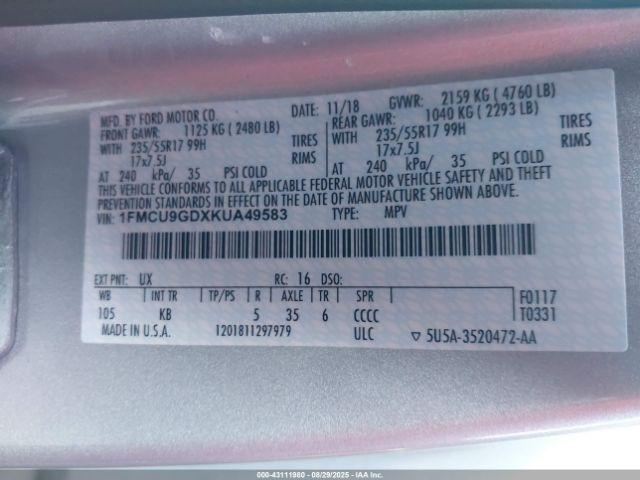 MFD. BY FORD MOTOR CO.
DATE: 11/18 GVWR: 2159 KG ( 4760 LB)
FRONT GAWR: 1125 KG ( 2480 LB)
REAR GAWR: 1040 KG ( 2293 LB)
WITH 235/55R17 99H TIRES
17x7.5J RIMS
AT 240 kPa/ 35 PSI COLD
WITH 235/55R17 99H TIRES
17x7.5J RIMS
AT 240 kPa/ 35 PSI COLD
THIS VEHICLE CONFORMS TO ALL APPLICABLE FEDERAL MOTOR VEHICLE SAFETY AND THEFT
PREVENTION STANDARDS IN EFFECT ON THE DATE OF MANUFACTURE SHOWN ABOVE.
VIN: 1FMCU9GDXKUA49583 TYPE: MPV
EXT PNT: UX RC: 16 DSO:
WB INT TR TP/PS R AXLE TR SPR
105 KB 5 35 6 CCCC
F0117
T0331
MADE IN U.S.A. 1201811297979 ULC ▽ 5U5A-3520472-AA
000-43111980 08/29/2025 IAA Inc.